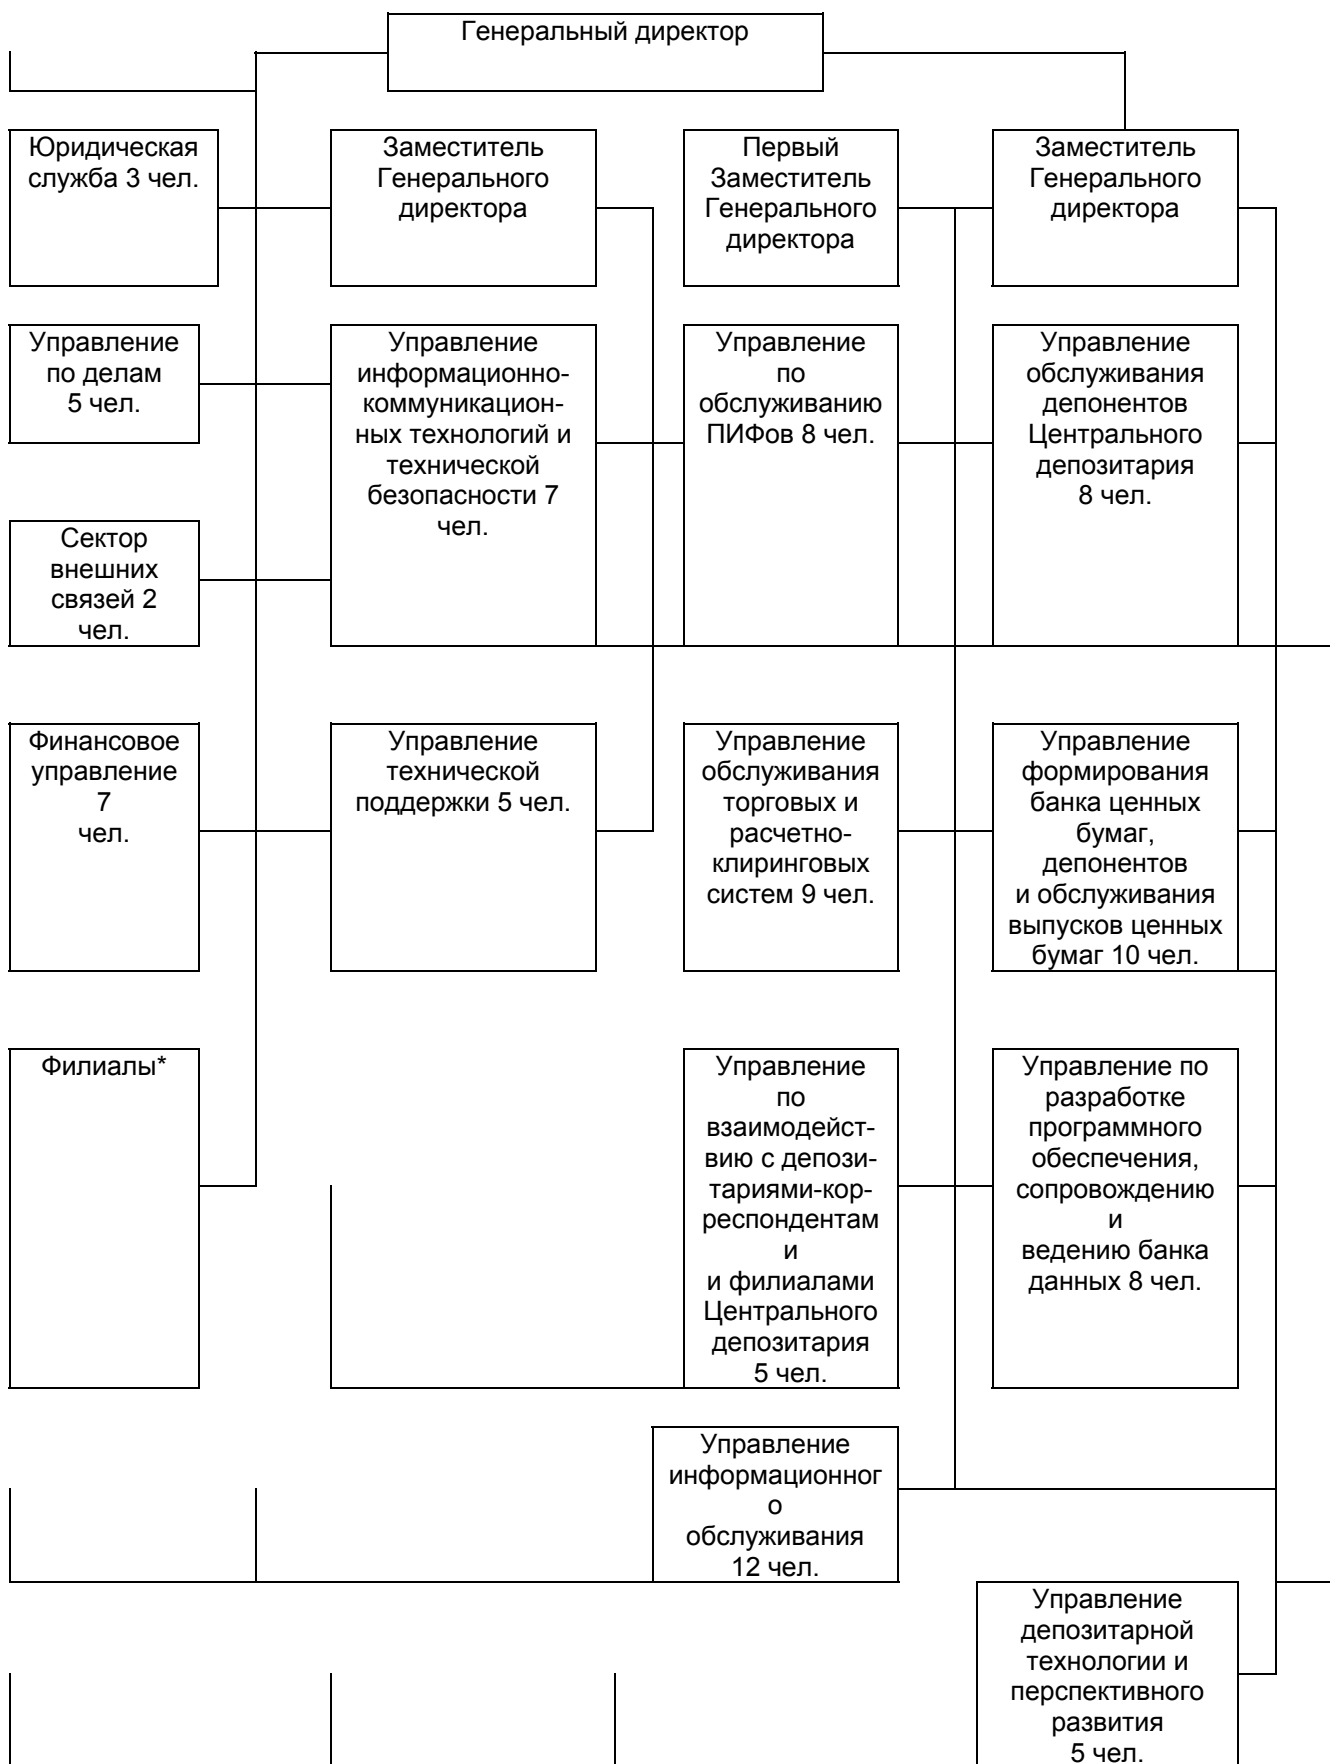 Генеральный директор
Юридическая
служба 3 чел.
Заместитель
Генерального
директора
Первый
Заместитель
Генерального
директора
Заместитель
Генерального
директора
Управление
по делам
5 чел.
Управление
информационно-
коммуникацион-
ных технологий и
технической
безопасности 7
чел.
Управление
по
обслуживанию
ПИФов 8 чел.
Управление
обслуживания
депонентов
Центрального
депозитария
8 чел.
Сектор
внешних
связей 2
чел.
Финансовое
управление
7
чел.
Управление
технической
поддержки 5 чел.
Управление
обслуживания
торговых и
расчетно-
клиринговых
систем 9 чел.
Управление
формирования
банка ценных
бумаг,
депонентов
и обслуживания
выпусков ценных
бумаг 10 чел.
Филиалы*
Управление
по
взаимодейст-
вию с депози-
тариями-кор-
респондентам
и
и филиалами
Центрального
депозитария
5 чел.
Управление по
разработке
программного
обеспечения,
сопровождению
и
ведению банка
данных 8 чел.
Управление
информационног
о
обслуживания
12 чел.
Управление
депозитарной
технологии и
перспективного
развития
5 чел.